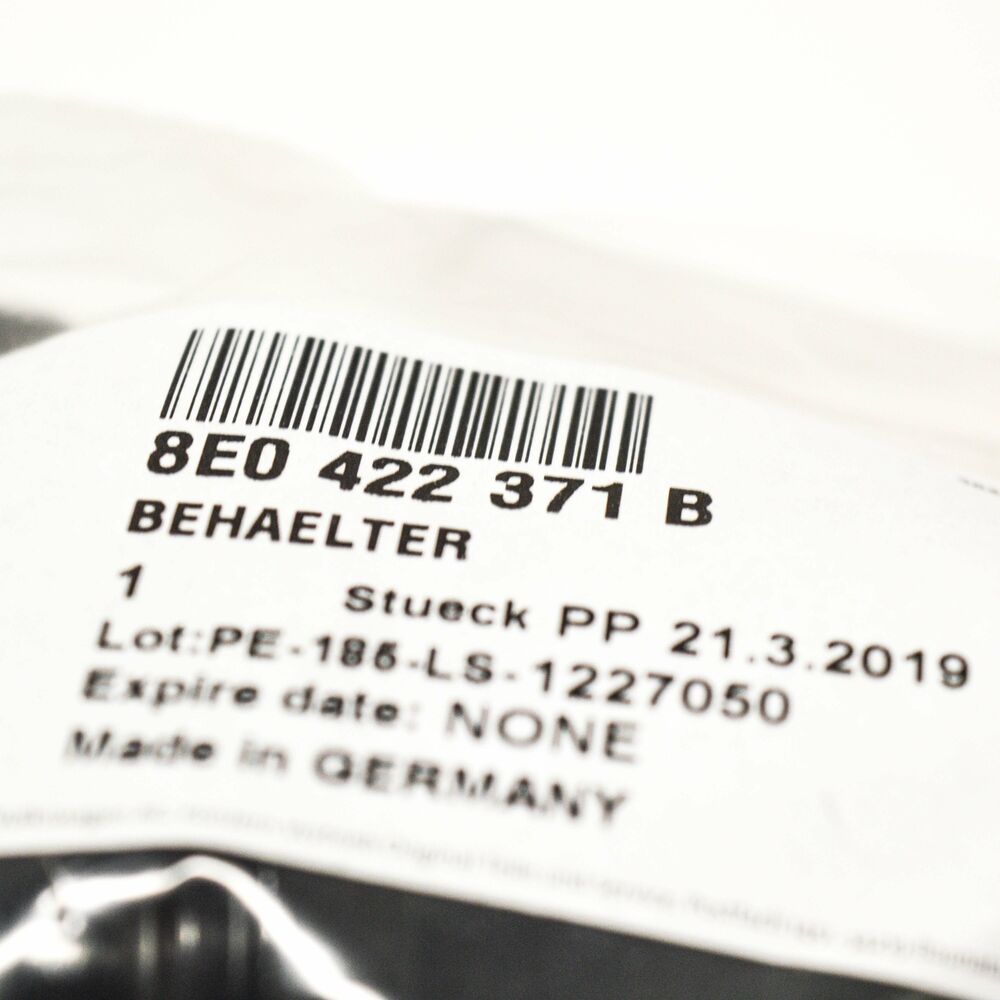 8E0 422 371 B
BEHAELTER
1 Stueck PP 21.3.2019
Lot:PE-185-LS-1227050
Expire date: NONE
Made in GERMANY